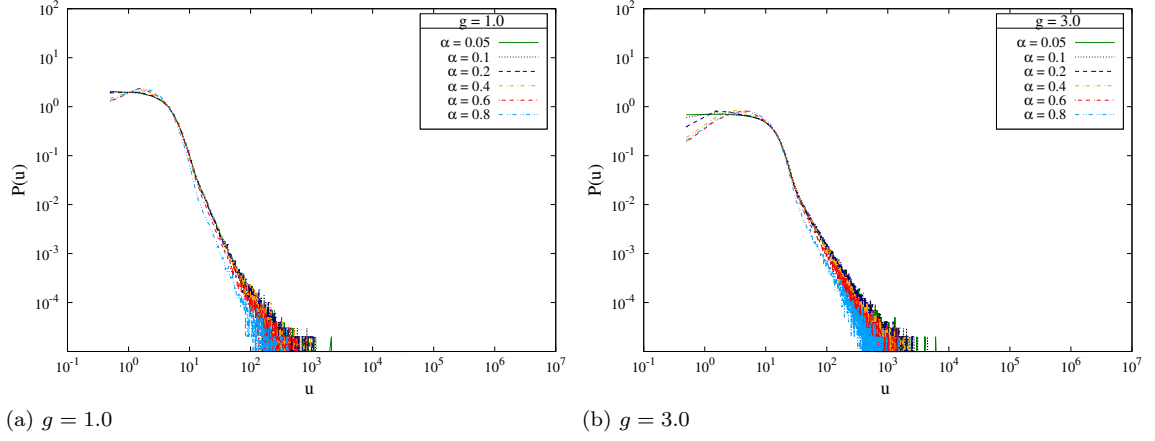 g = 1.0
α = 0.05
α = 0.1
α = 0.2
α = 0.4
α = 0.6
α = 0.8
P(u)
10^2
10^1
10^0
10^-1
10^-2
10^-3
10^-4
10^-1 10^0 10^1 10^2 10^3 10^4 10^5 10^6 10^7
u
(a) g = 1.0
g = 3.0
α = 0.05
α = 0.1
α = 0.2
α = 0.4
α = 0.6
α = 0.8
P(u)
10^2
10^1
10^0
10^-1
10^-2
10^-3
10^-4
10^-1 10^0 10^1 10^2 10^3 10^4 10^5 10^6 10^7
u
(b) g = 3.0